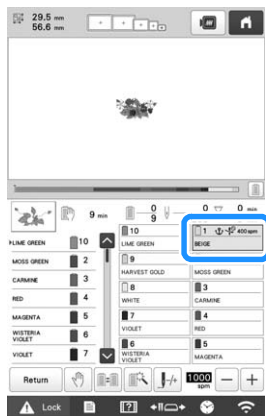 29.5 mm
56.6 mm
9 min
0
9
0
0 min
LIME GREEN 10
MOSS GREEN 2
CARMINE 3
RED 4
MAGENTA 5
WISTERIA VIOLET 6
VIOLET 7
10
LIME GREEN
1 400 spm
BEIGE
9
HARVEST GOLD
MOSS GREEN
8
WHITE
3
CARMINE
7
VIOLET
4
RED
6
WISTERIA VIOLET
5
MAGENTA
Return
1000 spm
- +
Lock